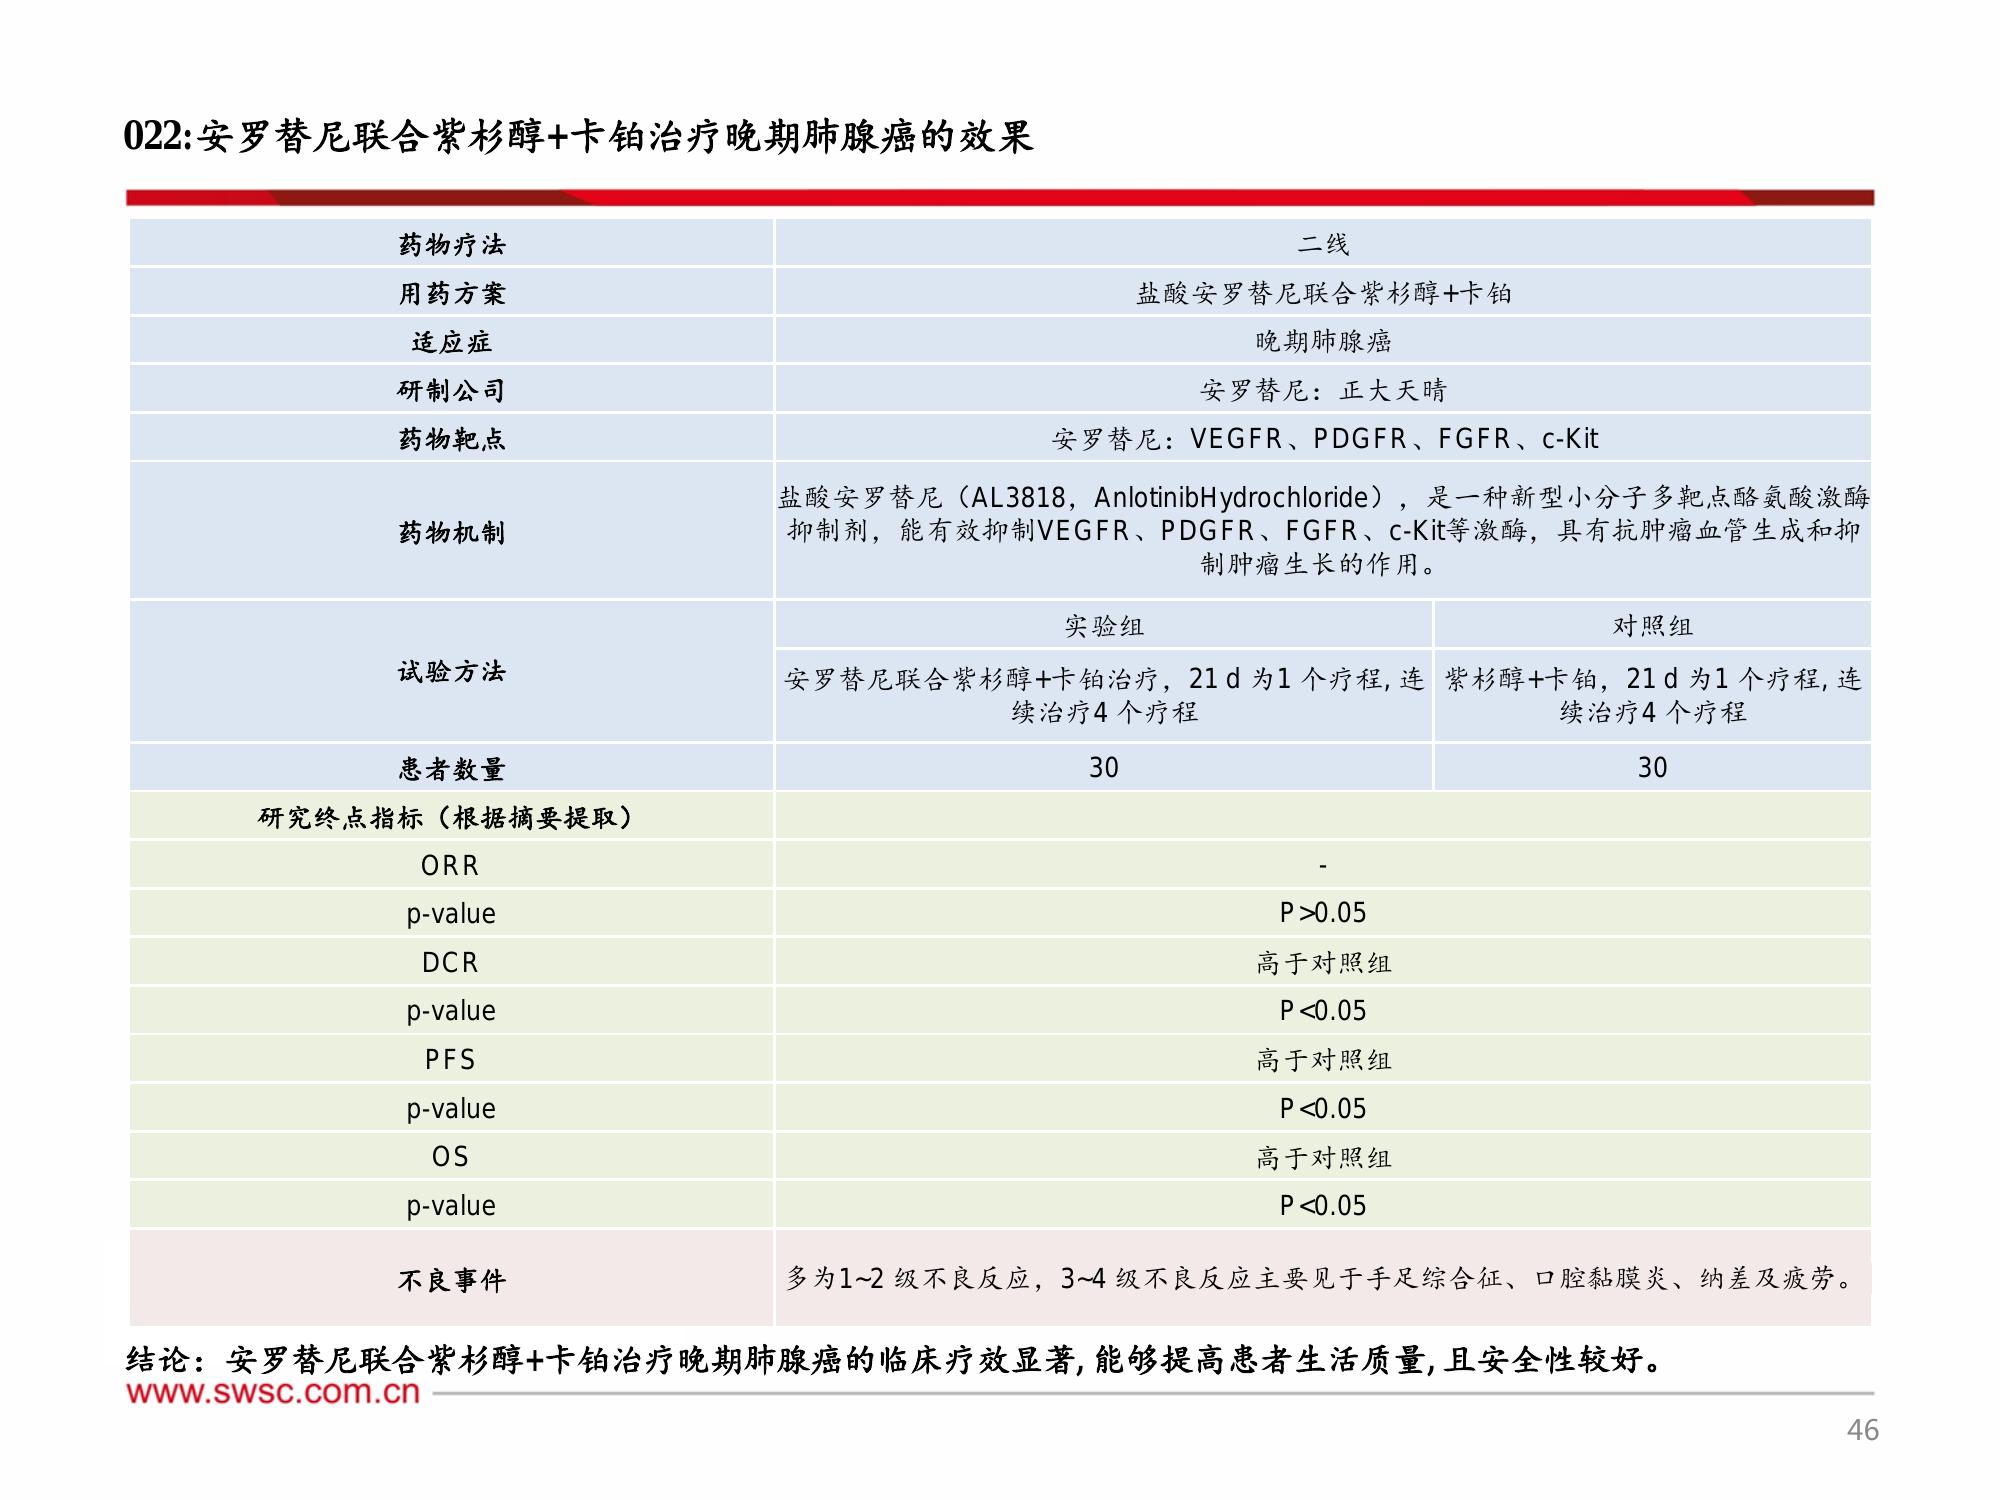 022:安罗替尼联合紫杉醇+卡铂治疗晚期肺腺癌的效果
药物疗法 二线
用药方案 盐酸安罗替尼联合紫杉醇+卡铂
适应症 晚期肺腺癌
研制公司 安罗替尼：正大天晴
药物靶点 安罗替尼：VEGFR、PDGFR、FGFR、c-Kit
药物机制
盐酸安罗替尼（AL3818，AnlotinibHydrochloride），是一种新型小分子多靶点酪氨酸激酶
抑制剂，能有效抑制VEGFR、PDGFR、FGFR、c-Kit等激酶，具有抗肿瘤血管生成和抑
制肿瘤生长的作用。
试验方法
实验组 对照组
安罗替尼联合紫杉醇+卡铂治疗，21 d 为1 个疗程, 连
续治疗4 个疗程
紫杉醇+卡铂，21 d 为1 个疗程, 连
续治疗4 个疗程
患者数量 30 30
研究终点指标（根据摘要提取）
ORR -
p-value P>0.05
DCR 高于对照组
p-value P<0.05
PFS 高于对照组
p-value P<0.05
OS 高于对照组
p-value P<0.05
不良事件 多为1~2 级不良反应，3~4 级不良反应主要见于手足综合征、口腔黏膜炎、纳差及疲劳。
结论：安罗替尼联合紫杉醇+卡铂治疗晚期肺腺癌的临床疗效显著, 能够提高患者生活质量, 且安全性较好。
www.swsc.com.cn
46